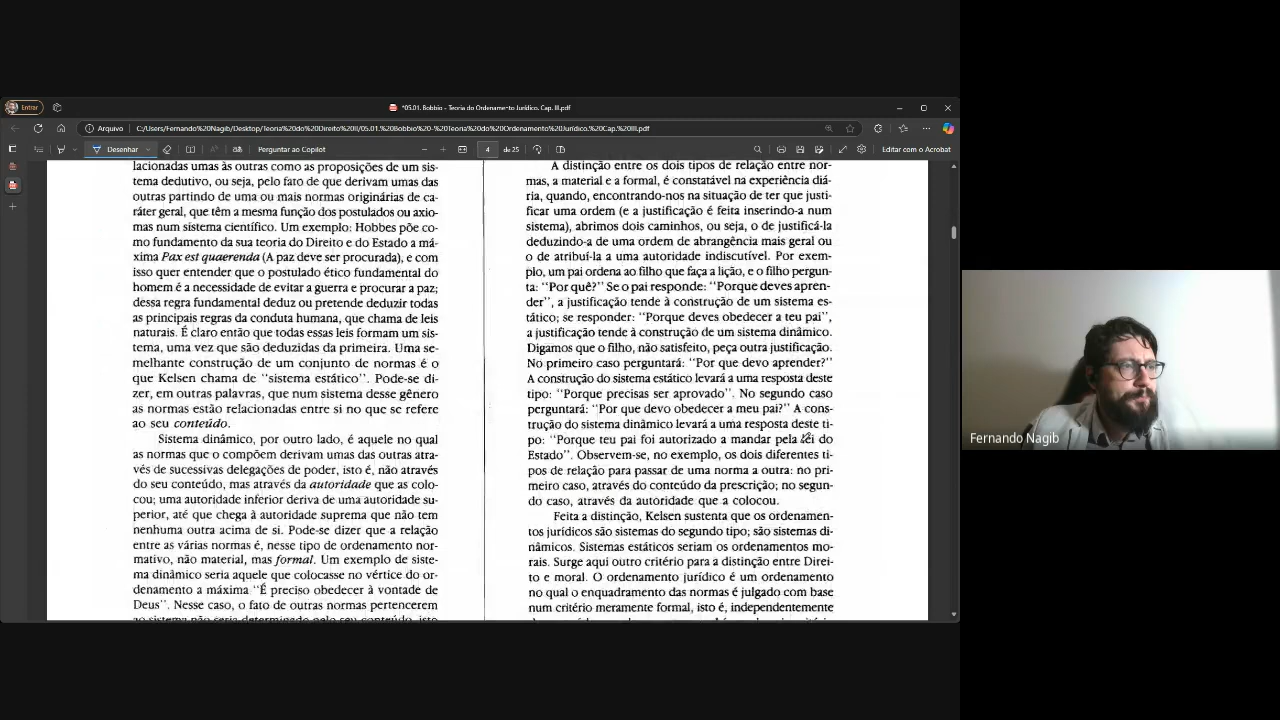 Entrar
*05.01. Bobbio - Teoria do Ordenamento Jurídico. Cap. III.pdf
Arquivo
C:/Users/Fernando%20Nagib/Desktop/Teoria%20do%20Direito%20II/05.01.%20Bobbio%20-%20Teoria%20do%20Ordenamento%20Jurídico.%20Cap.%20III.pdf
Desenhar
Perguntar ao Copilot
4 de 25
Editar com o Acrobat
lacionadas umas às outras como as proposições de um sis-
tema dedutivo, ou seja, pelo fato de que derivam umas das
outras partindo de uma ou mais normas originárias de ca-
ráter geral, que têm a mesma função dos postulados ou axio-
mas num sistema científico. Um exemplo: Hobbes põe co-
mo fundamento da sua teoria do Direito e do Estado a má-
xima Pax est quaerenda (A paz deve ser procurada), e com
isso quer entender que o postulado ético fundamental do
homem é a necessidade de evitar a guerra e procurar a paz;
dessa regra fundamental deduz ou pretende deduzir todas
as principais regras da conduta humana, que chama de leis
naturais. É claro então que todas essas leis formam um sis-
tema, uma vez que são deduzidas da primeira. Uma se-
melhante construção de um conjunto de normas é o
que Kelsen chama de "sistema estático". Pode-se di-
zer, em outras palavras, que num sistema desse gênero
as normas estão relacionadas entre si no que se refere
ao seu conteúdo.
Sistema dinâmico, por outro lado, é aquele no qual
as normas que o compõem derivam umas das outras atra-
vés de sucessivas delegações de poder, isto é, não através
do seu conteúdo, mas através da autoridade que as colo-
cou; uma autoridade inferior deriva de uma autoridade su-
perior, até que chega à autoridade suprema que não tem
nenhuma outra acima de si. Pode-se dizer que a relação
entre as várias normas é, nesse tipo de ordenamento nor-
mativo, não material, mas formal. Um exemplo de siste-
ma dinâmico seria aquele que colocasse no vértice do or-
denamento a máxima "É preciso obedecer à vontade de
Deus". Nesse caso, o fato de outras normas pertencerem
ao sistema não seria determinado pelo seu conteúdo, isto
A distinção entre os dois tipos de relação entre nor-
mas, a material e a formal, é constatável na experiência diá-
ria, quando, encontrando-nos na situação de ter que justi-
ficar uma ordem (e a justificação é feita inserindo-a num
sistema), abrimos dois caminhos, ou seja, o de justificá-la
deduzindo-a de uma ordem de abrangência mais geral ou
o de atribuí-la a uma autoridade indiscutível. Por exem-
plo, um pai ordena ao filho que faça a lição, e o filho pergun-
ta: "Por quê?" Se o pai responde: "Porque deves apren-
der", a justificação tende à construção de um sistema es-
tático; se responder: "Porque deves obedecer a teu pai",
a justificação tende à construção de um sistema dinâmico.
Digamos que o filho, não satisfeito, peça outra justificação.
No primeiro caso perguntará: "Por que devo aprender?"
A construção do sistema estático levará a uma resposta deste
tipo: "Porque precisas ser aprovado". No segundo caso
perguntará: "Por que devo obedecer a meu pai?" A cons-
trução do sistema dinâmico levará a uma resposta deste ti-
po: "Porque teu pai foi autorizado a mandar pela lei do
Estado". Observem-se, no exemplo, os dois diferentes ti-
pos de relação para passar de uma norma a outra: no pri-
meiro caso, através do conteúdo da prescrição; no segun-
do caso, através da autoridade que a colocou.
Feita a distinção, Kelsen sustenta que os ordenamen-
tos jurídicos são sistemas do segundo tipo; são sistemas di-
nâmicos. Sistemas estáticos seriam os ordenamentos mo-
rais. Surge aqui outro critério para a distinção entre Direi-
to e moral. O ordenamento jurídico é um ordenamento
no qual o enquadramento das normas é julgado com base
num critério meramente formal, isto é, independentemente
Fernando Nagib